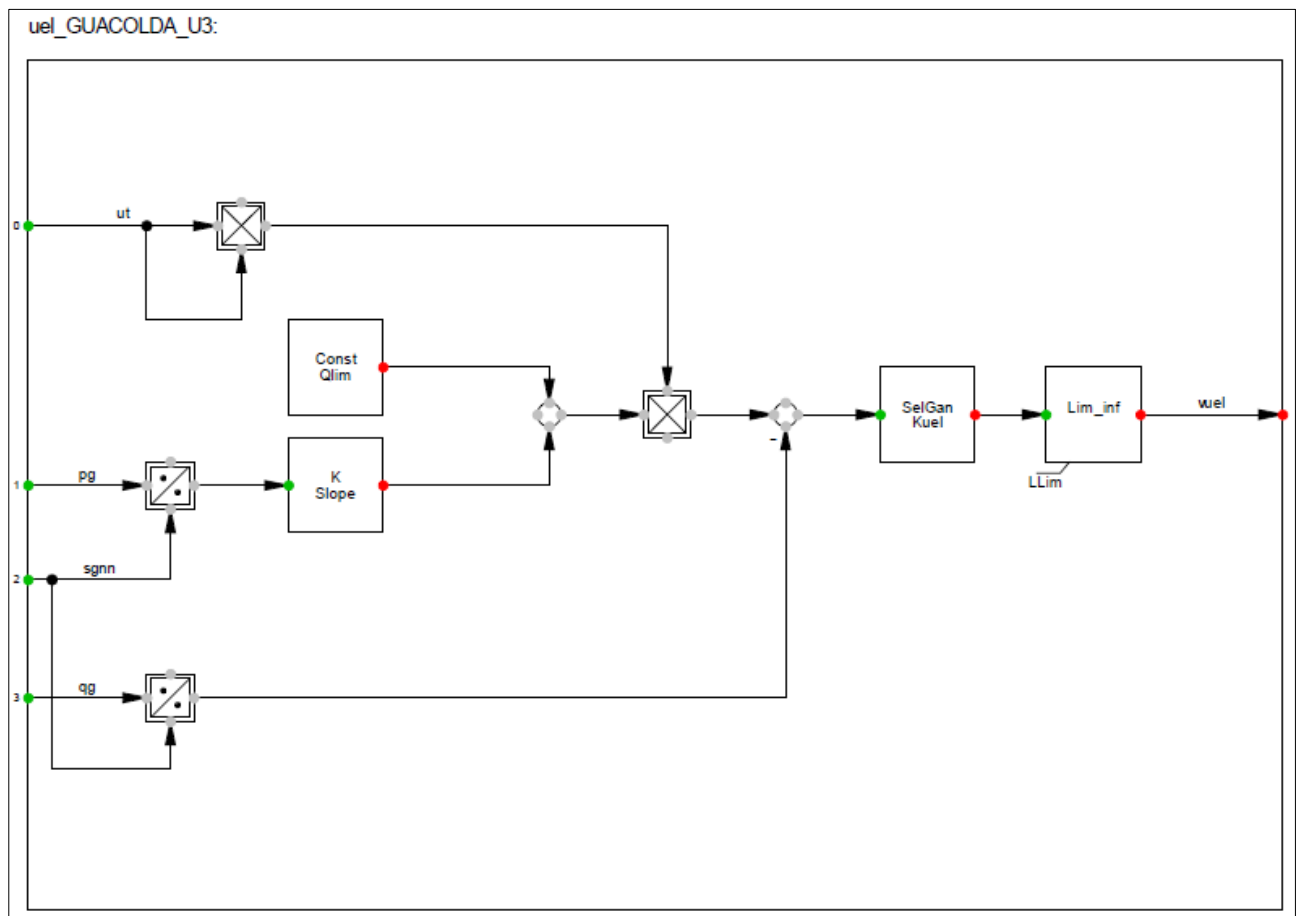 uel_GUACOLDA_U3:
0
ut
Const
Qlim
SelGan
Kuel
Lim_inf
vuel
-
LLim
1
pg
K
Slope
2
sgnn
3
qg